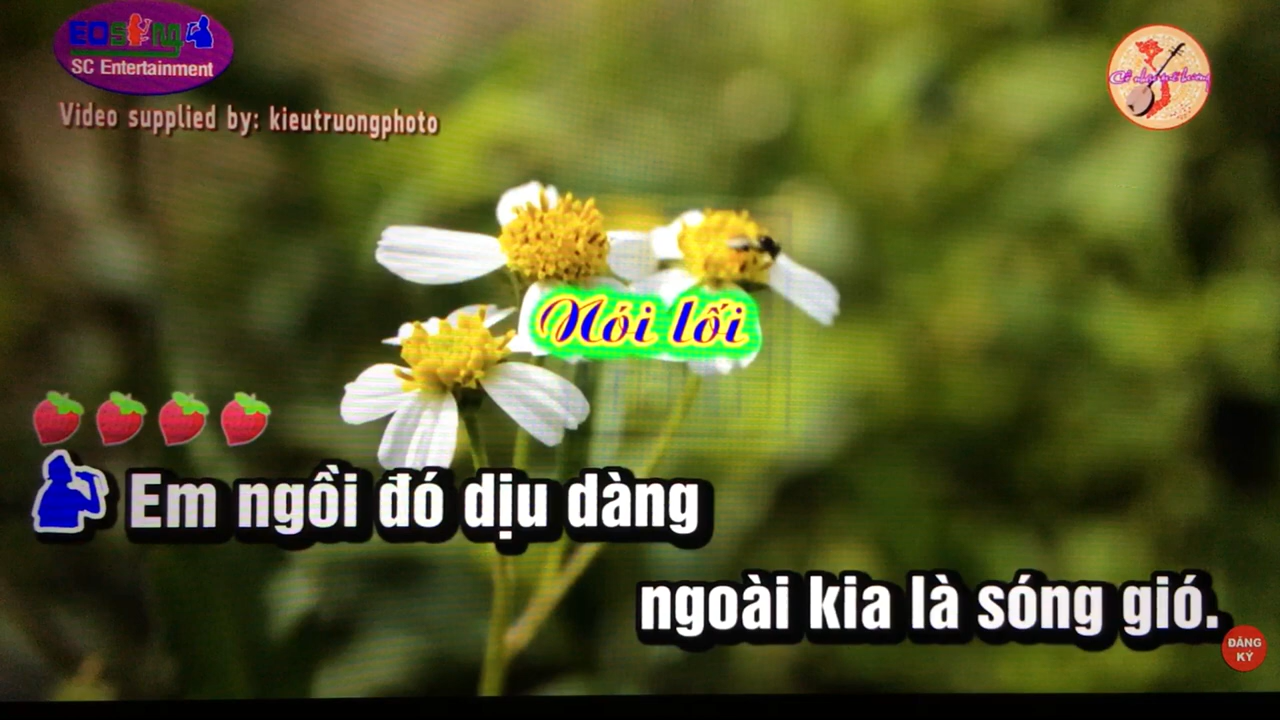 EOSING
SC Entertainment
Video supplied by: kieutruongphoto
Nói lối
Em ngồi đó dịu dàng
ngoài kia là sóng gió.
ĐĂNG
KÝ